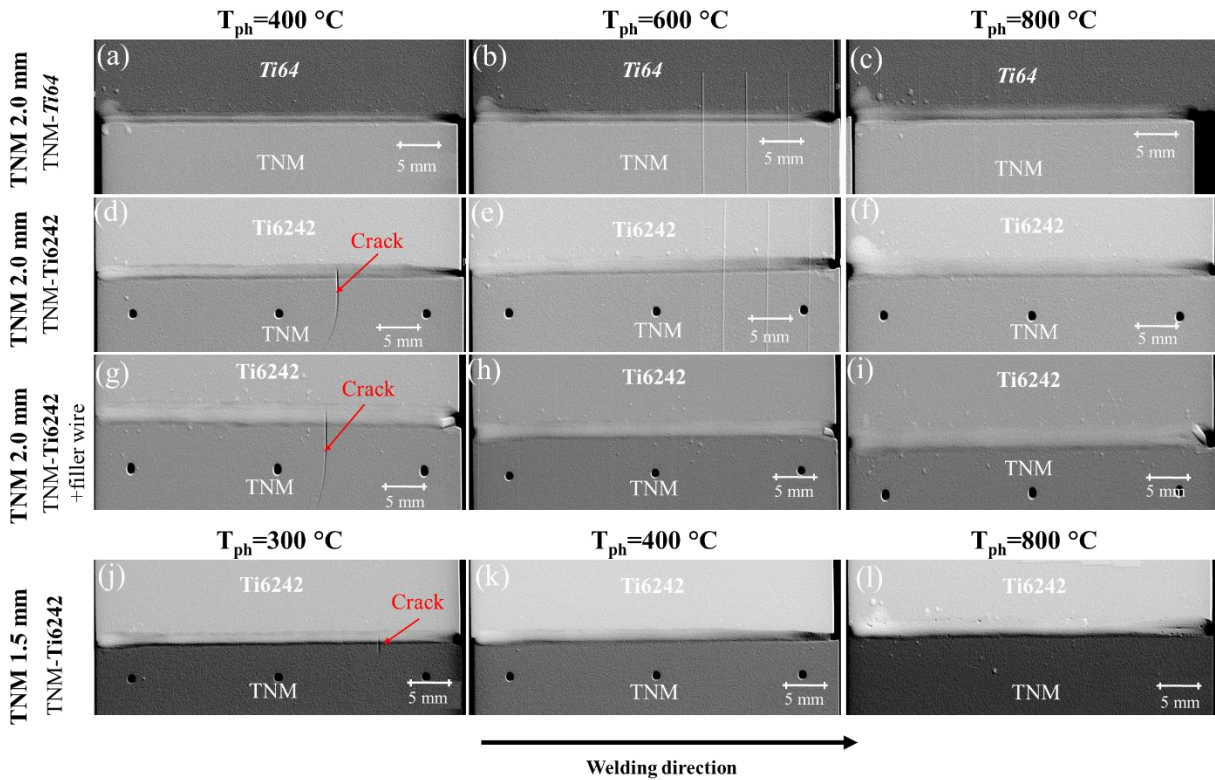 T_ph=400 °C T_ph=600 °C T_ph=800 °C
TNM 2.0 mm
TNM-Ti64
(a) Ti64
TNM
5 mm
(b) Ti64
TNM
5 mm
(c) Ti64
TNM
5 mm
TNM 2.0 mm
TNM-Ti6242
(d) Ti6242
Crack
TNM
5 mm
(e) Ti6242
TNM
5 mm
(f) Ti6242
TNM
5 mm
TNM 2.0 mm
TNM-Ti6242
+filler wire
(g) Ti6242
Crack
TNM
5 mm
(h) Ti6242
TNM
5 mm
(i) Ti6242
TNM
5 mm
T_ph=300 °C T_ph=400 °C T_ph=800 °C
TNM 1.5 mm
TNM-Ti6242
(j) Ti6242
Crack
TNM
5 mm
(k) Ti6242
TNM
5 mm
(l) Ti6242
TNM
5 mm
Welding direction